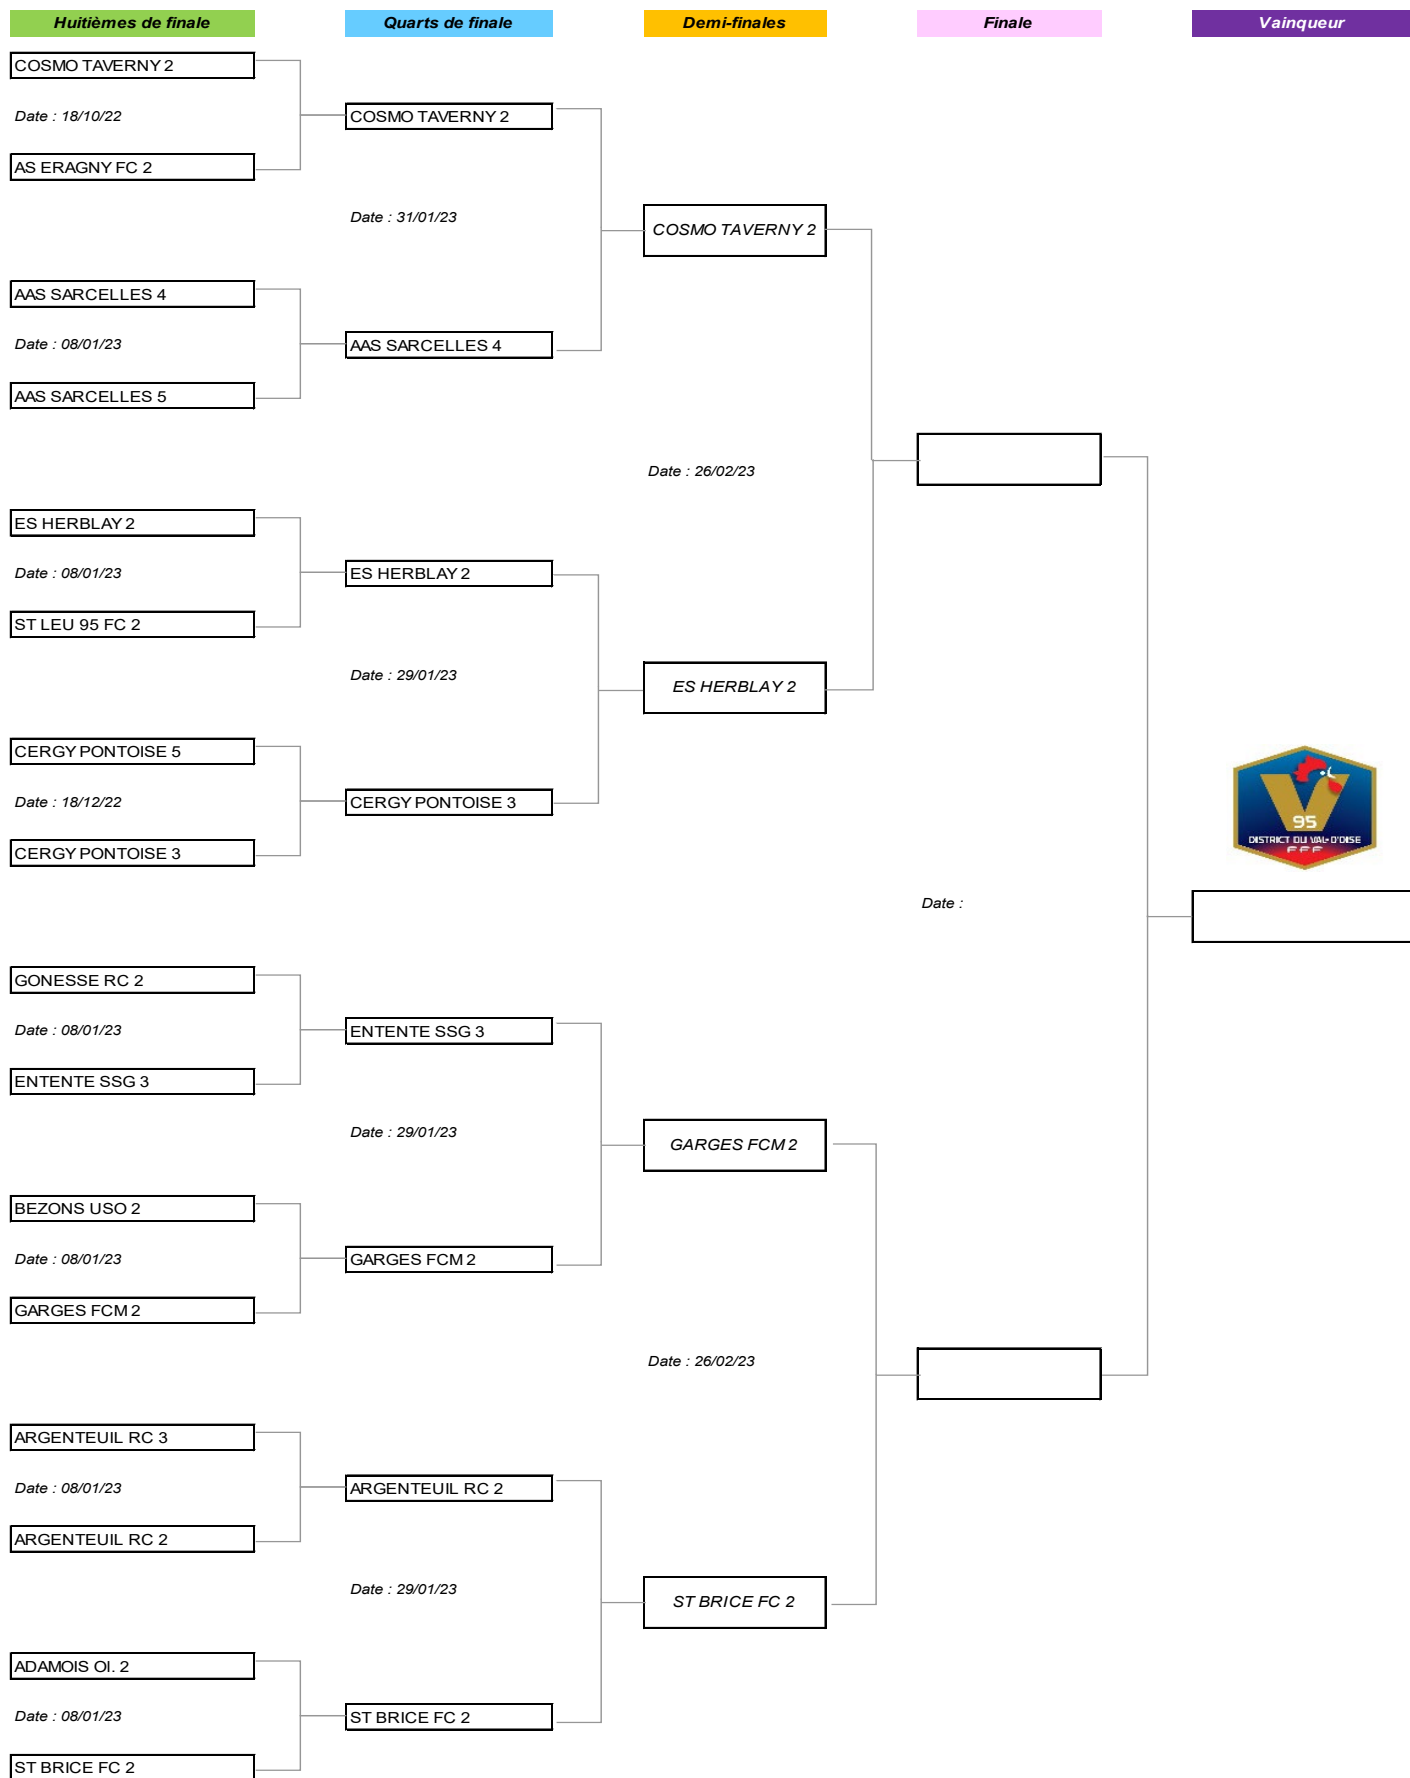 Huitièmes de finale
Quarts de finale
Demi-finales
Finale
Vainqueur
COSMO TAVERNY 2
Date : 18/10/22
COSMO TAVERNY 2
AS ERAGNY FC 2
Date : 31/01/23
COSMO TAVERNY 2
AAS SARCELLES 4
Date : 08/01/23
AAS SARCELLES 4
AAS SARCELLES 5
Date : 26/02/23
ES HERBLAY 2
Date : 08/01/23
ES HERBLAY 2
ST LEU 95 FC 2
Date : 29/01/23
ES HERBLAY 2
CERGY PONTOISE 5
Date : 18/12/22
CERGY PONTOISE 3
CERGY PONTOISE 3
95
DISTRICT DU VAL D'OISE
FFF
Date :
GONESSE RC 2
Date : 08/01/23
ENTENTE SSG 3
ENTENTE SSG 3
Date : 29/01/23
GARGES FCM 2
BEZONS USO 2
Date : 08/01/23
GARGES FCM 2
GARGES FCM 2
Date : 26/02/23
ARGENTEUIL RC 3
Date : 08/01/23
ARGENTEUIL RC 2
ARGENTEUIL RC 2
Date : 29/01/23
ST BRICE FC 2
ADAMOIS Ol. 2
Date : 08/01/23
ST BRICE FC 2
ST BRICE FC 2